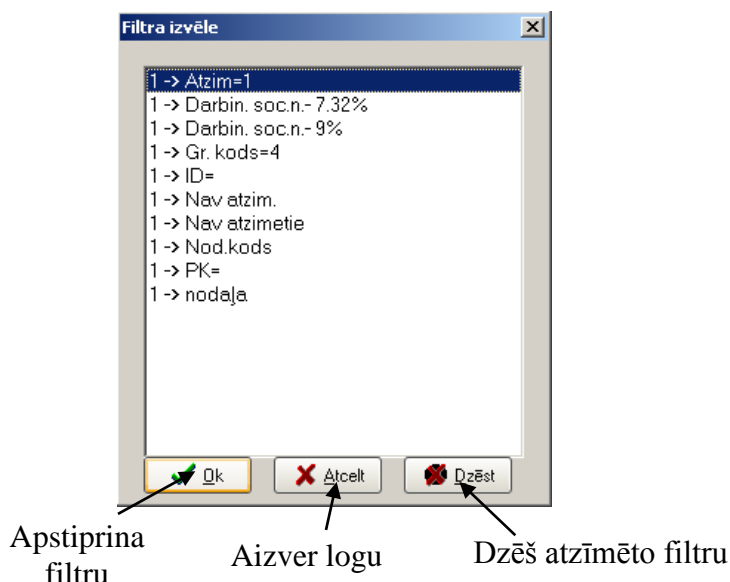 Filtra izvēle
1 -> Atzim=1
1 -> Darbin. soc.n.- 7.32%
1 -> Darbin. soc.n.- 9%
1 -> Gr. kods=4
1 -> ID=
1 -> Nav atzim.
1 -> Nav atzimetie
1 -> Nod.kods
1 -> PK=
1 -> nodaļa
Ok Atcelt Dzēst
Apstiprina
filtru
Aizver logu
Dzēš atzīmēto filtru